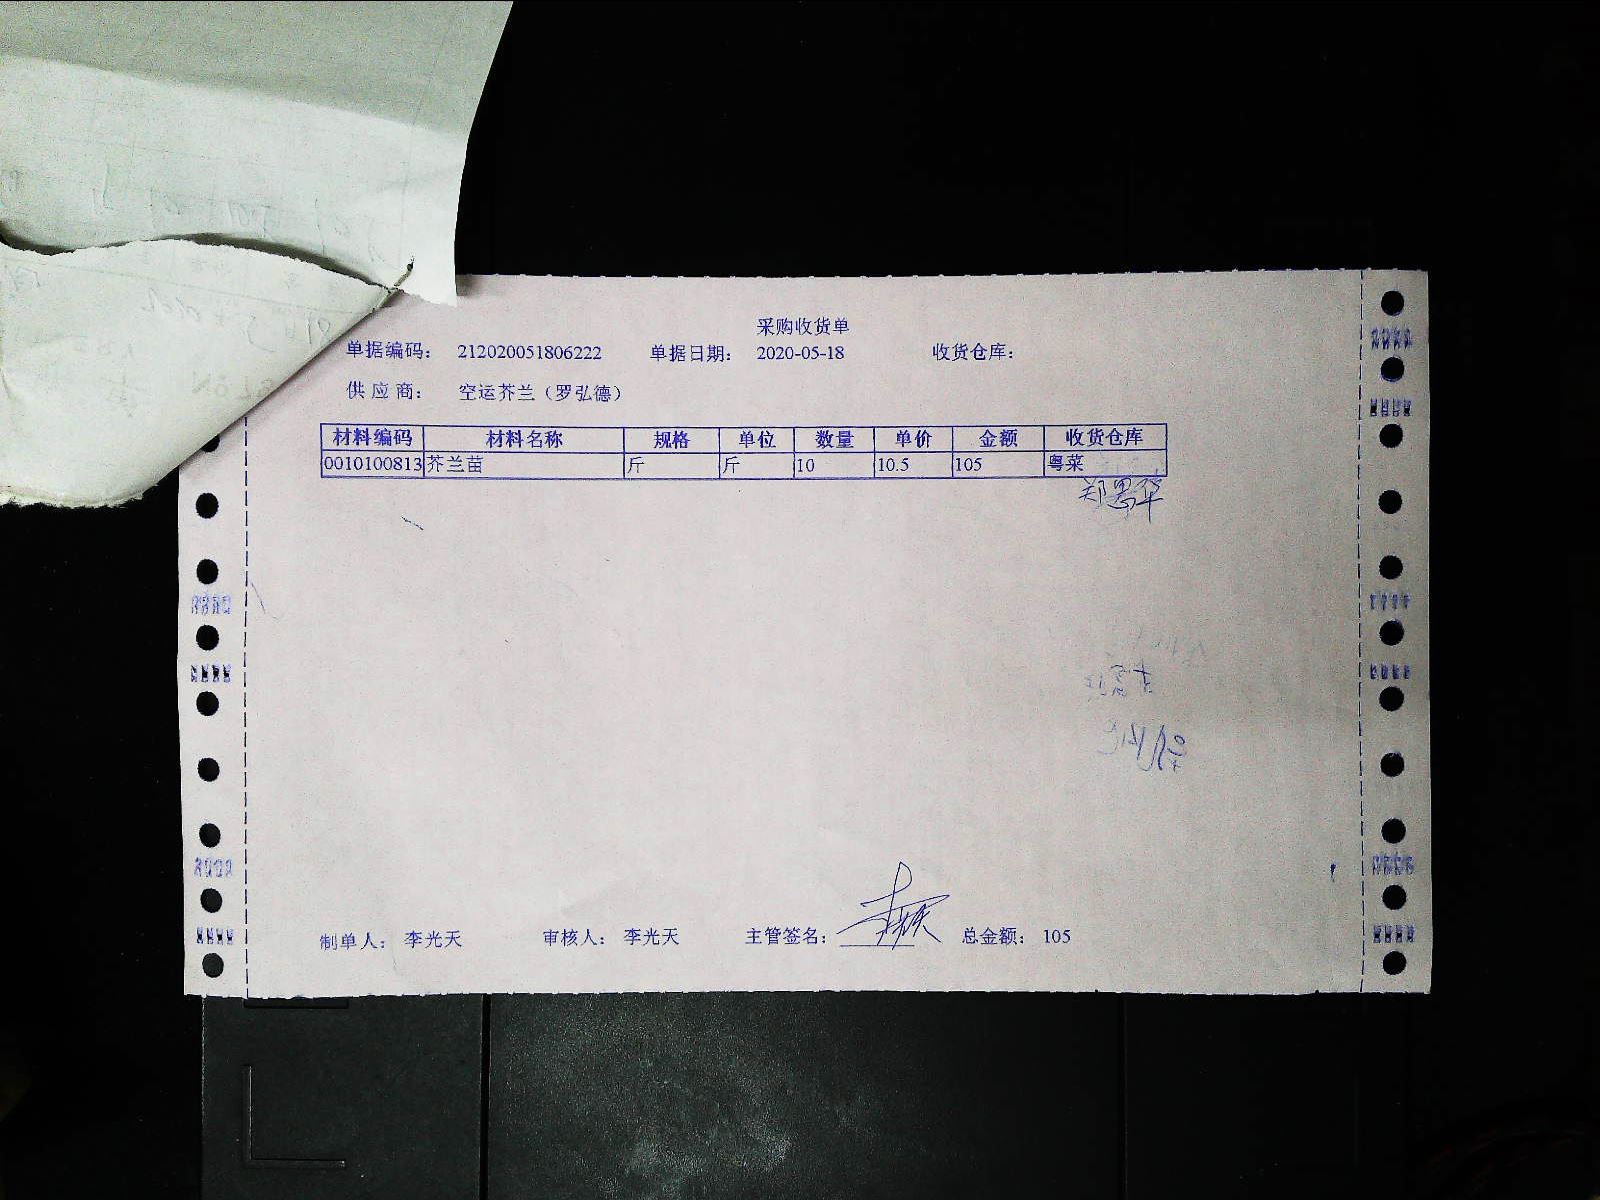 采购收货单
单据编码： 212020051806222 单据日期： 2020-05-18 收货仓库：
供应商： 空运芥兰（罗弘德）
材料编码 材料名称 规格 单位 数量 单价 金额 收货仓库
0010100813 芥兰苗 斤 斤 10 10.5 105 粤菜
郑思华
制单人： 李光天 审核人： 李光天 主管签名： 总金额： 105